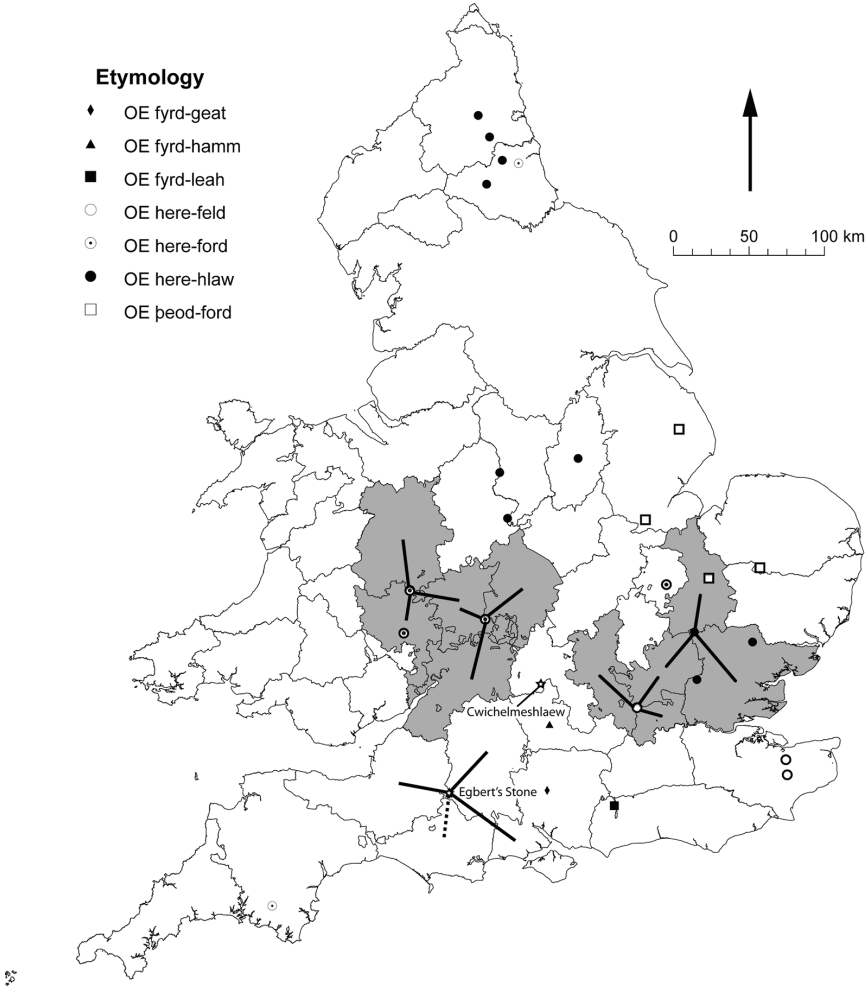 Etymology
OE fyrd-geat
OE fyrd-hamm
OE fyrd-leah
OE here-feld
OE here-ford
OE here-hlaw
OE þeod-ford
0 50 100 km
Cwichelmeshlaew
Egbert's Stone